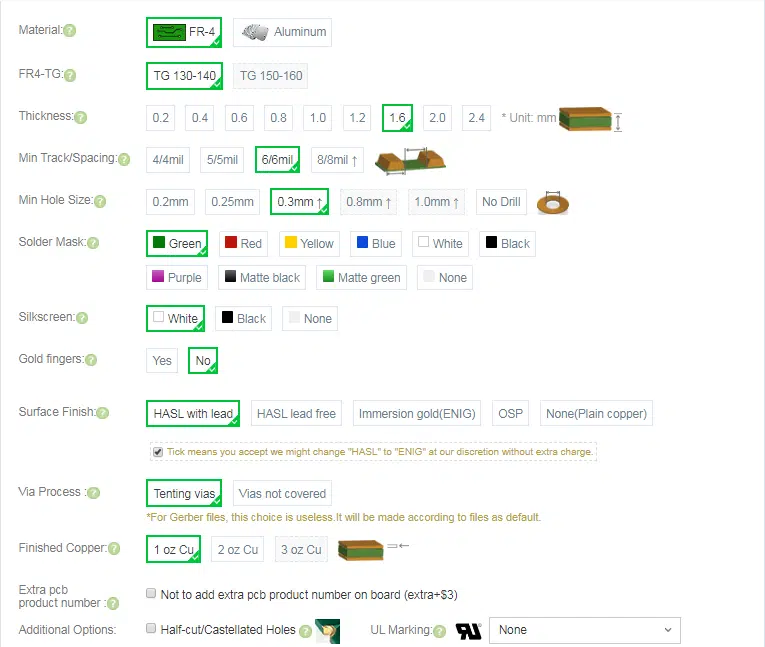 Material:? FR-4 Aluminum
FR4-TG:? TG 130-140 TG 150-160
Thickness:? 0.2 0.4 0.6 0.8 1.0 1.2 1.6 2.0 2.4 * Unit: mm
Min Track/Spacing:? 4/4mil 5/5mil 6/6mil 8/8mil ↑
Min Hole Size:? 0.2mm 0.25mm 0.3mm ↑ 0.8mm ↑ 1.0mm ↑ No Drill
Solder Mask:? Green Red Yellow Blue White Black
Purple Matte black Matte green None
Silkscreen:? White Black None
Gold fingers:? Yes No
Surface Finish:? HASL with lead HASL lead free Immersion gold(ENIG) OSP None(Plain copper)
Tick means you accept we might change "HASL" to "ENIG" at our discretion without extra charge.
Via Process :? Tenting vias Vias not covered
*For Gerber files, this choice is useless.It will be made according to files as default.
Finished Copper:? 1 oz Cu 2 oz Cu 3 oz Cu
Extra pcb
product number :? Not to add extra pcb product number on board (extra+$3)
Additional Options: Half-cut/Castellated Holes ? UL Marking:? None